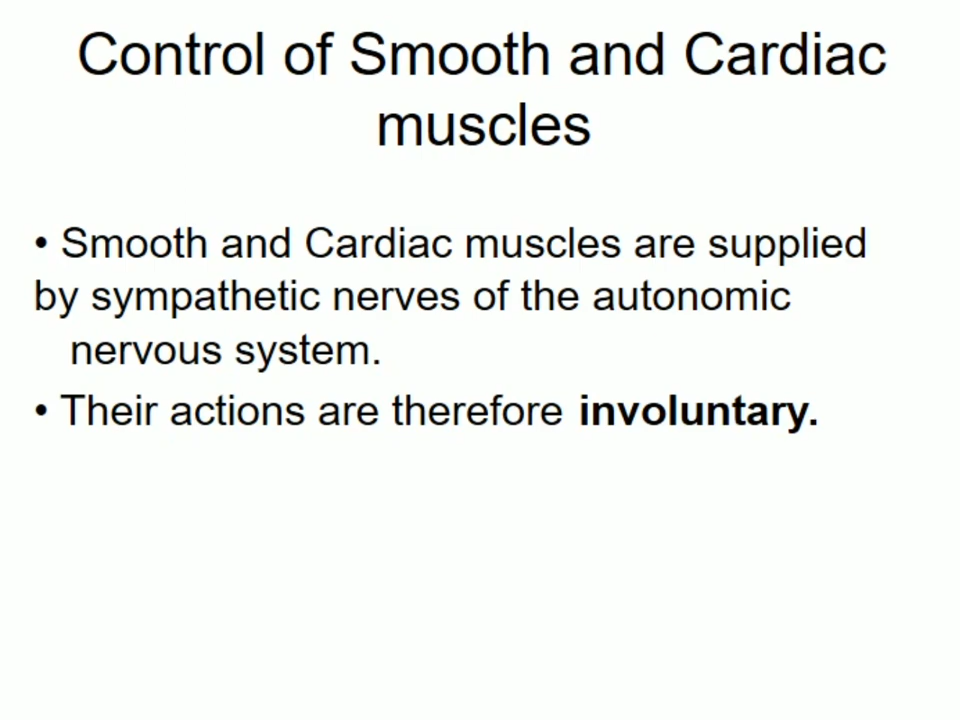 Control of Smooth and Cardiac
muscles
• Smooth and Cardiac muscles are supplied
by sympathetic nerves of the autonomic
nervous system.
• Their actions are therefore involuntary.